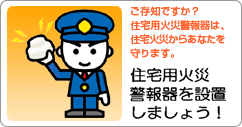 ご存知ですか？
住宅用火災警報器は、
住宅火災からあなたを
守ります。
住宅用火災
警報器を設置
しましょう！